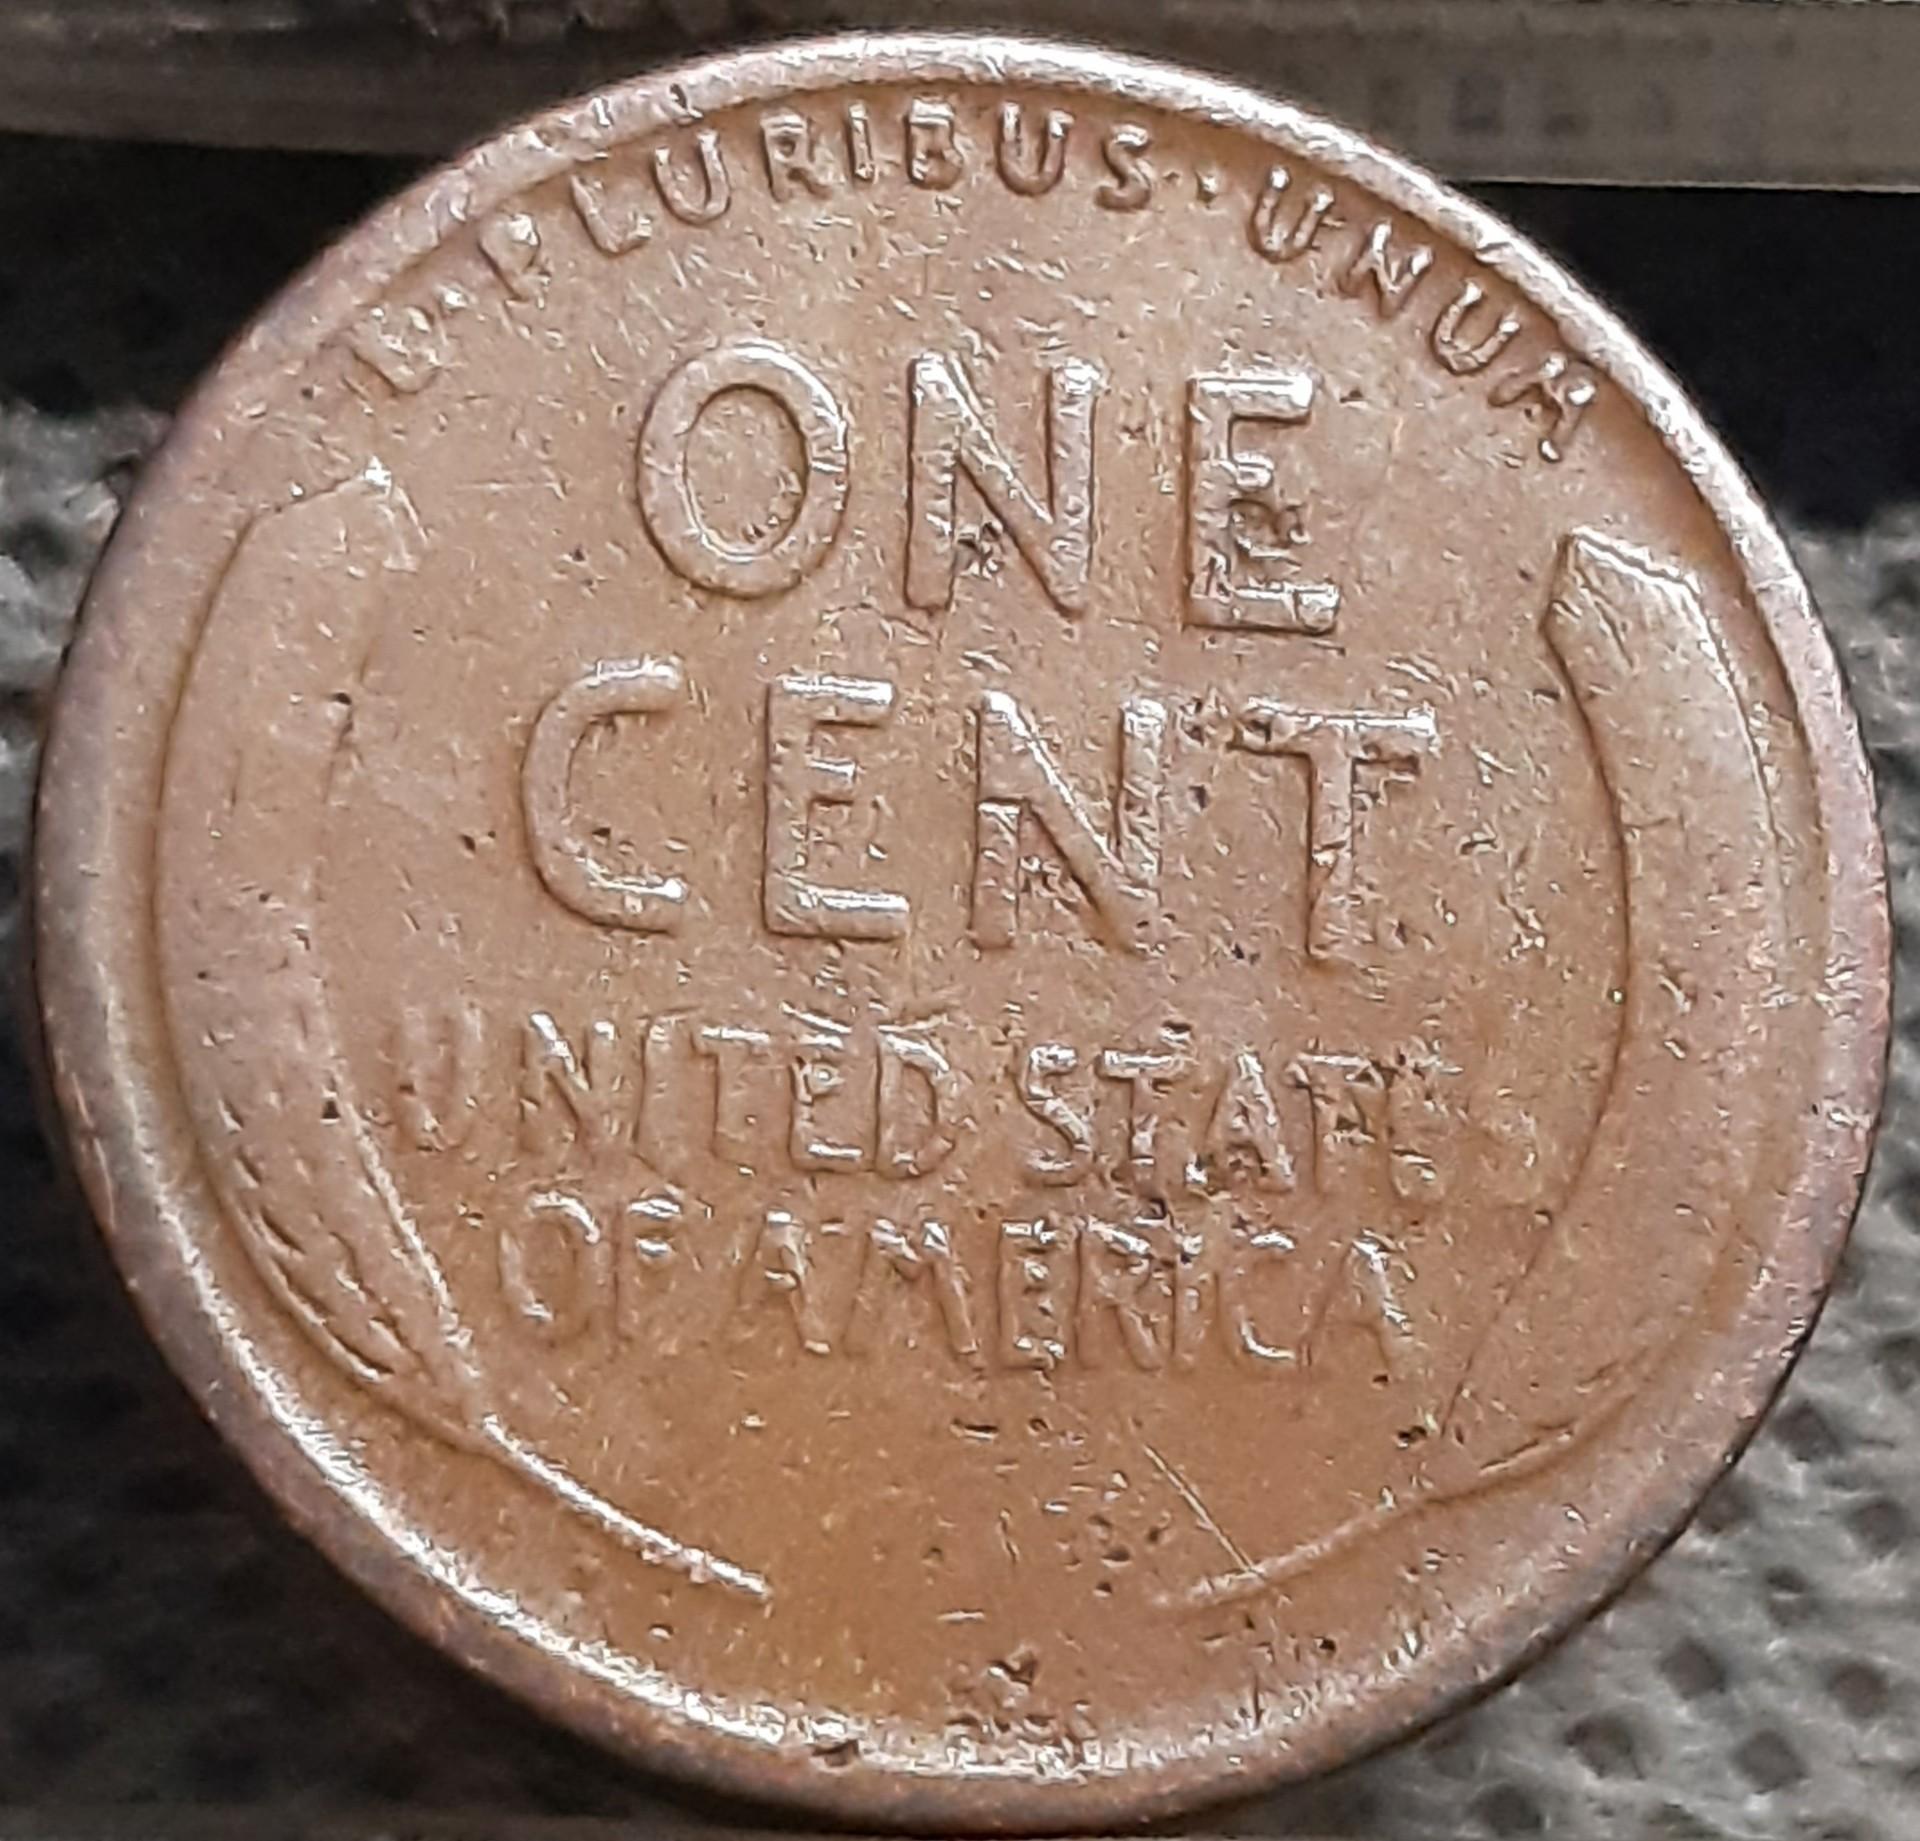 E·PLURIBUS·UNUM
ONE
CENT
UNITED STATES
OF AMERICA